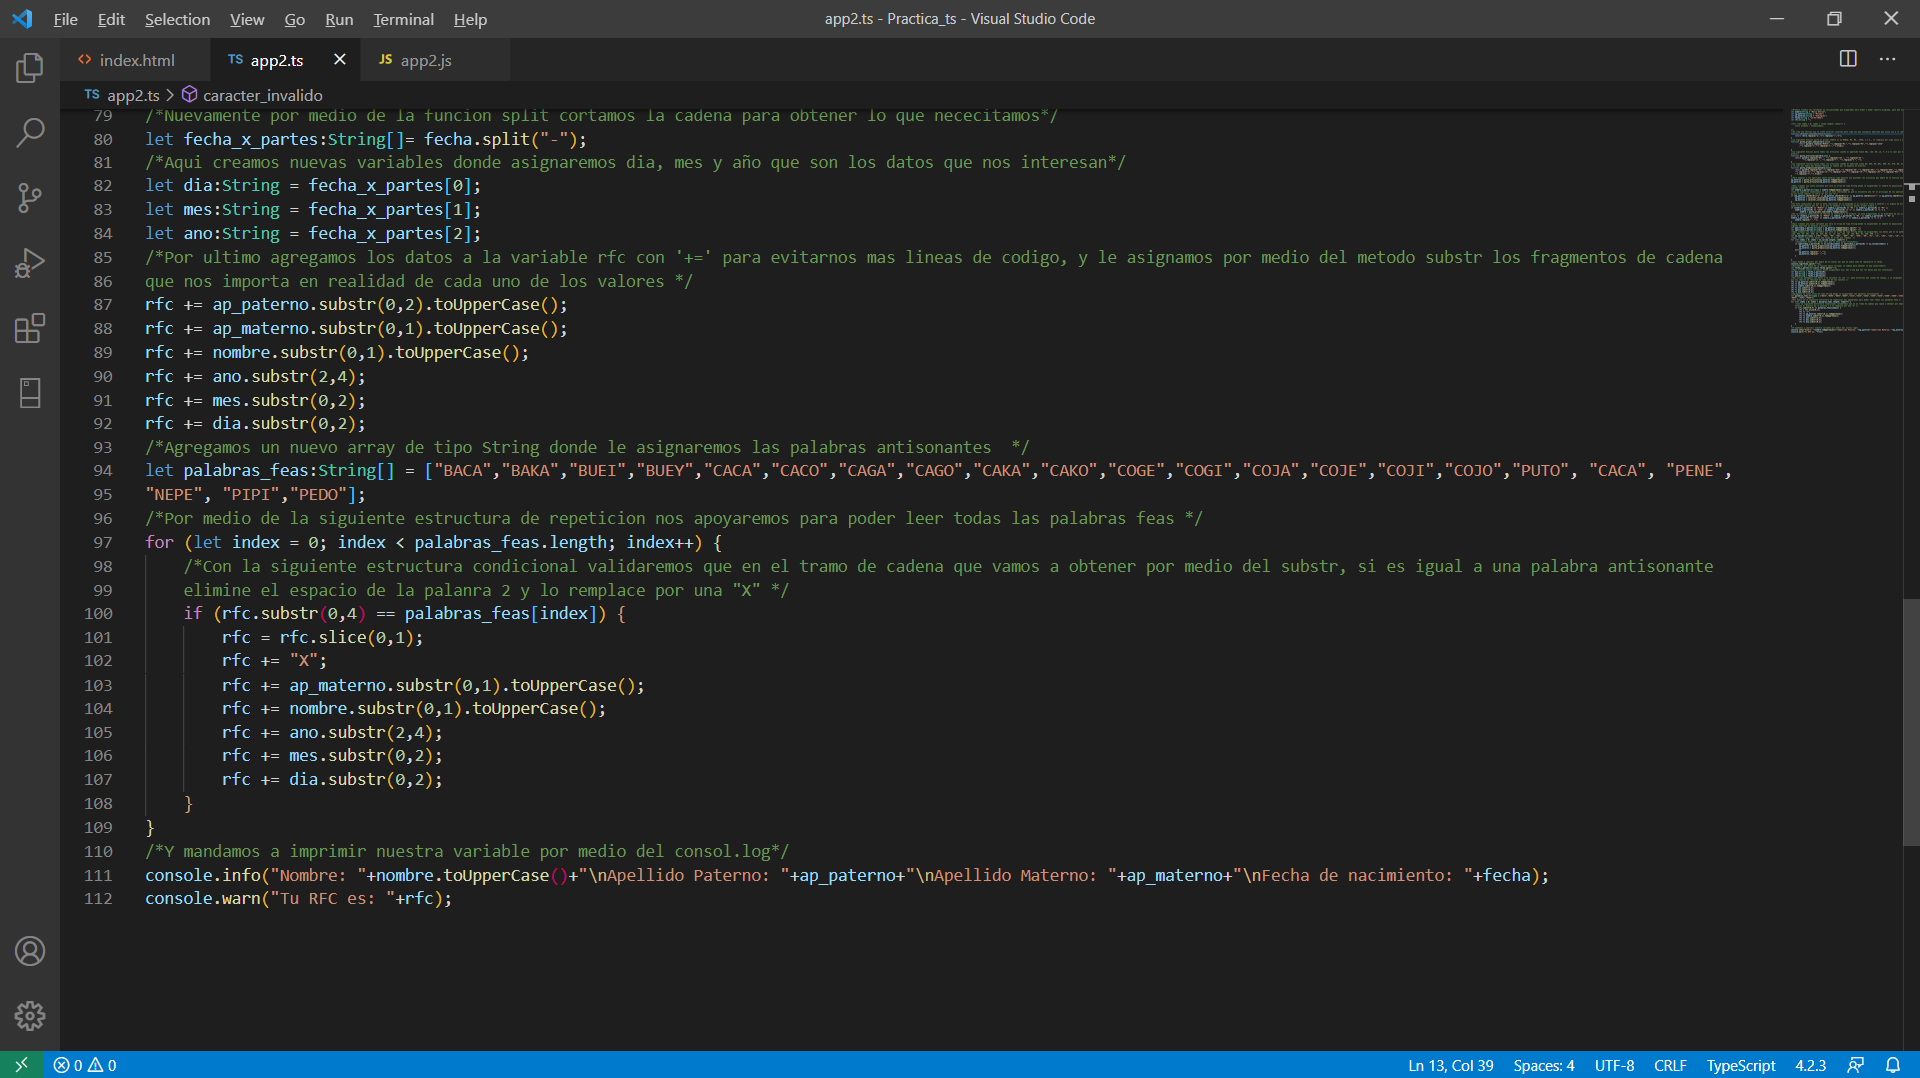 File Edit Selection View Go Run Terminal Help app2.ts - Practica_ts - Visual Studio Code
index.html TS app2.ts JS app2.js
TS app2.ts > caracter_invalido
79 /*Nuevamente por medio de la funcion split cortamos la cadena para obtener lo que nececitamos*/
80 let fecha_x_partes:String[]= fecha.split("-");
81 /*Aqui creamos nuevas variables donde asignaremos dia, mes y año que son los datos que nos interesan*/
82 let dia:String = fecha_x_partes[0];
83 let mes:String = fecha_x_partes[1];
84 let ano:String = fecha_x_partes[2];
85 /*Por ultimo agregamos los datos a la variable rfc con '+=' para evitarnos mas lineas de codigo, y le asignamos por medio del metodo substr los fragmentos de cadena
86 que nos importa en realidad de cada uno de los valores */
87 rfc += ap_paterno.substr(0,2).toUpperCase();
88 rfc += ap_materno.substr(0,1).toUpperCase();
89 rfc += nombre.substr(0,1).toUpperCase();
90 rfc += ano.substr(2,4);
91 rfc += mes.substr(0,2);
92 rfc += dia.substr(0,2);
93 /*Agregamos un nuevo array de tipo String donde le asignaremos las palabras antisonantes  */
94 let palabras_feas:String[] = ["BACA","BAKA","BUEI","BUEY","CACA","CACO","CAGA","CAGO","CAKA","CAKO","COGE","COGI","COJA","COJE","COJI","COJO","PUTO", "CACA", "PENE",
95 "NEPE", "PIPI","PEDO"];
96 /*Por medio de la siguiente estructura de repeticion nos apoyaremos para poder leer todas las palabras feas */
97 for (let index = 0; index < palabras_feas.length; index++) {
98 /*Con la siguiente estructura condicional validaremos que en el tramo de cadena que vamos a obtener por medio del substr, si es igual a una palabra antisonante
99 elimine el espacio de la palanra 2 y lo remplace por una "X" */
100 if (rfc.substr(0,4) == palabras_feas[index]) {
101 rfc = rfc.slice(0,1);
102 rfc += "X";
103 rfc += ap_materno.substr(0,1).toUpperCase();
104 rfc += nombre.substr(0,1).toUpperCase();
105 rfc += ano.substr(2,4);
106 rfc += mes.substr(0,2);
107 rfc += dia.substr(0,2);
108 }
109 }
110 /*Y mandamos a imprimir nuestra variable por medio del consol.log*/
111 console.info("Nombre: "+nombre.toUpperCase()+"\nApellido Paterno: "+ap_paterno+"\nApellido Materno: "+ap_materno+"\nFecha de nacimiento: "+fecha);
112 console.warn("Tu RFC es: "+rfc);
0 0 Ln 13, Col 39 Spaces: 4 UTF-8 CRLF TypeScript 4.2.3